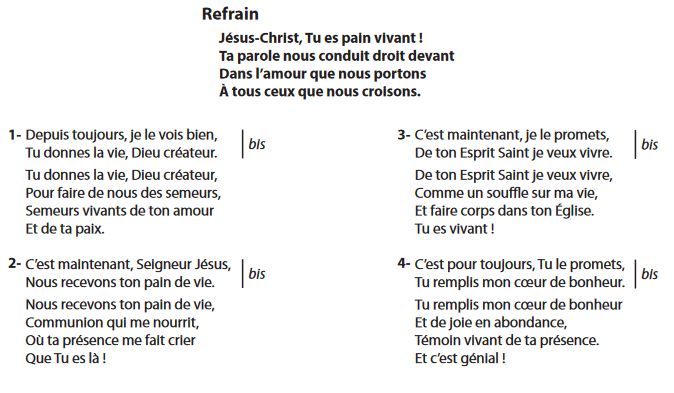 Refrain
Jésus-Christ, Tu es pain vivant !
Ta parole nous conduit droit devant
Dans l'amour que nous portons
À tous ceux que nous croisons.
1- Depuis toujours, je le vois bien,
Tu donnes la vie, Dieu créateur.
bis
Tu donnes la vie, Dieu créateur,
Pour faire de nous des semeurs,
Semeurs vivants de ton amour
Et de ta paix.
2- C'est maintenant, Seigneur Jésus,
Nous recevons ton pain de vie.
bis
Nous recevons ton pain de vie,
Communion qui me nourrit,
Où ta présence me fait crier
Que Tu es là !
3- C'est maintenant, je le promets,
De ton Esprit Saint je veux vivre.
bis
De ton Esprit Saint je veux vivre,
Comme un souffle sur ma vie,
Et faire corps dans ton Église.
Tu es vivant !
4- C'est pour toujours, Tu le promets,
Tu remplis mon cœur de bonheur.
bis
Tu remplis mon cœur de bonheur
Et de joie en abondance,
Témoin vivant de ta présence.
Et c'est génial !